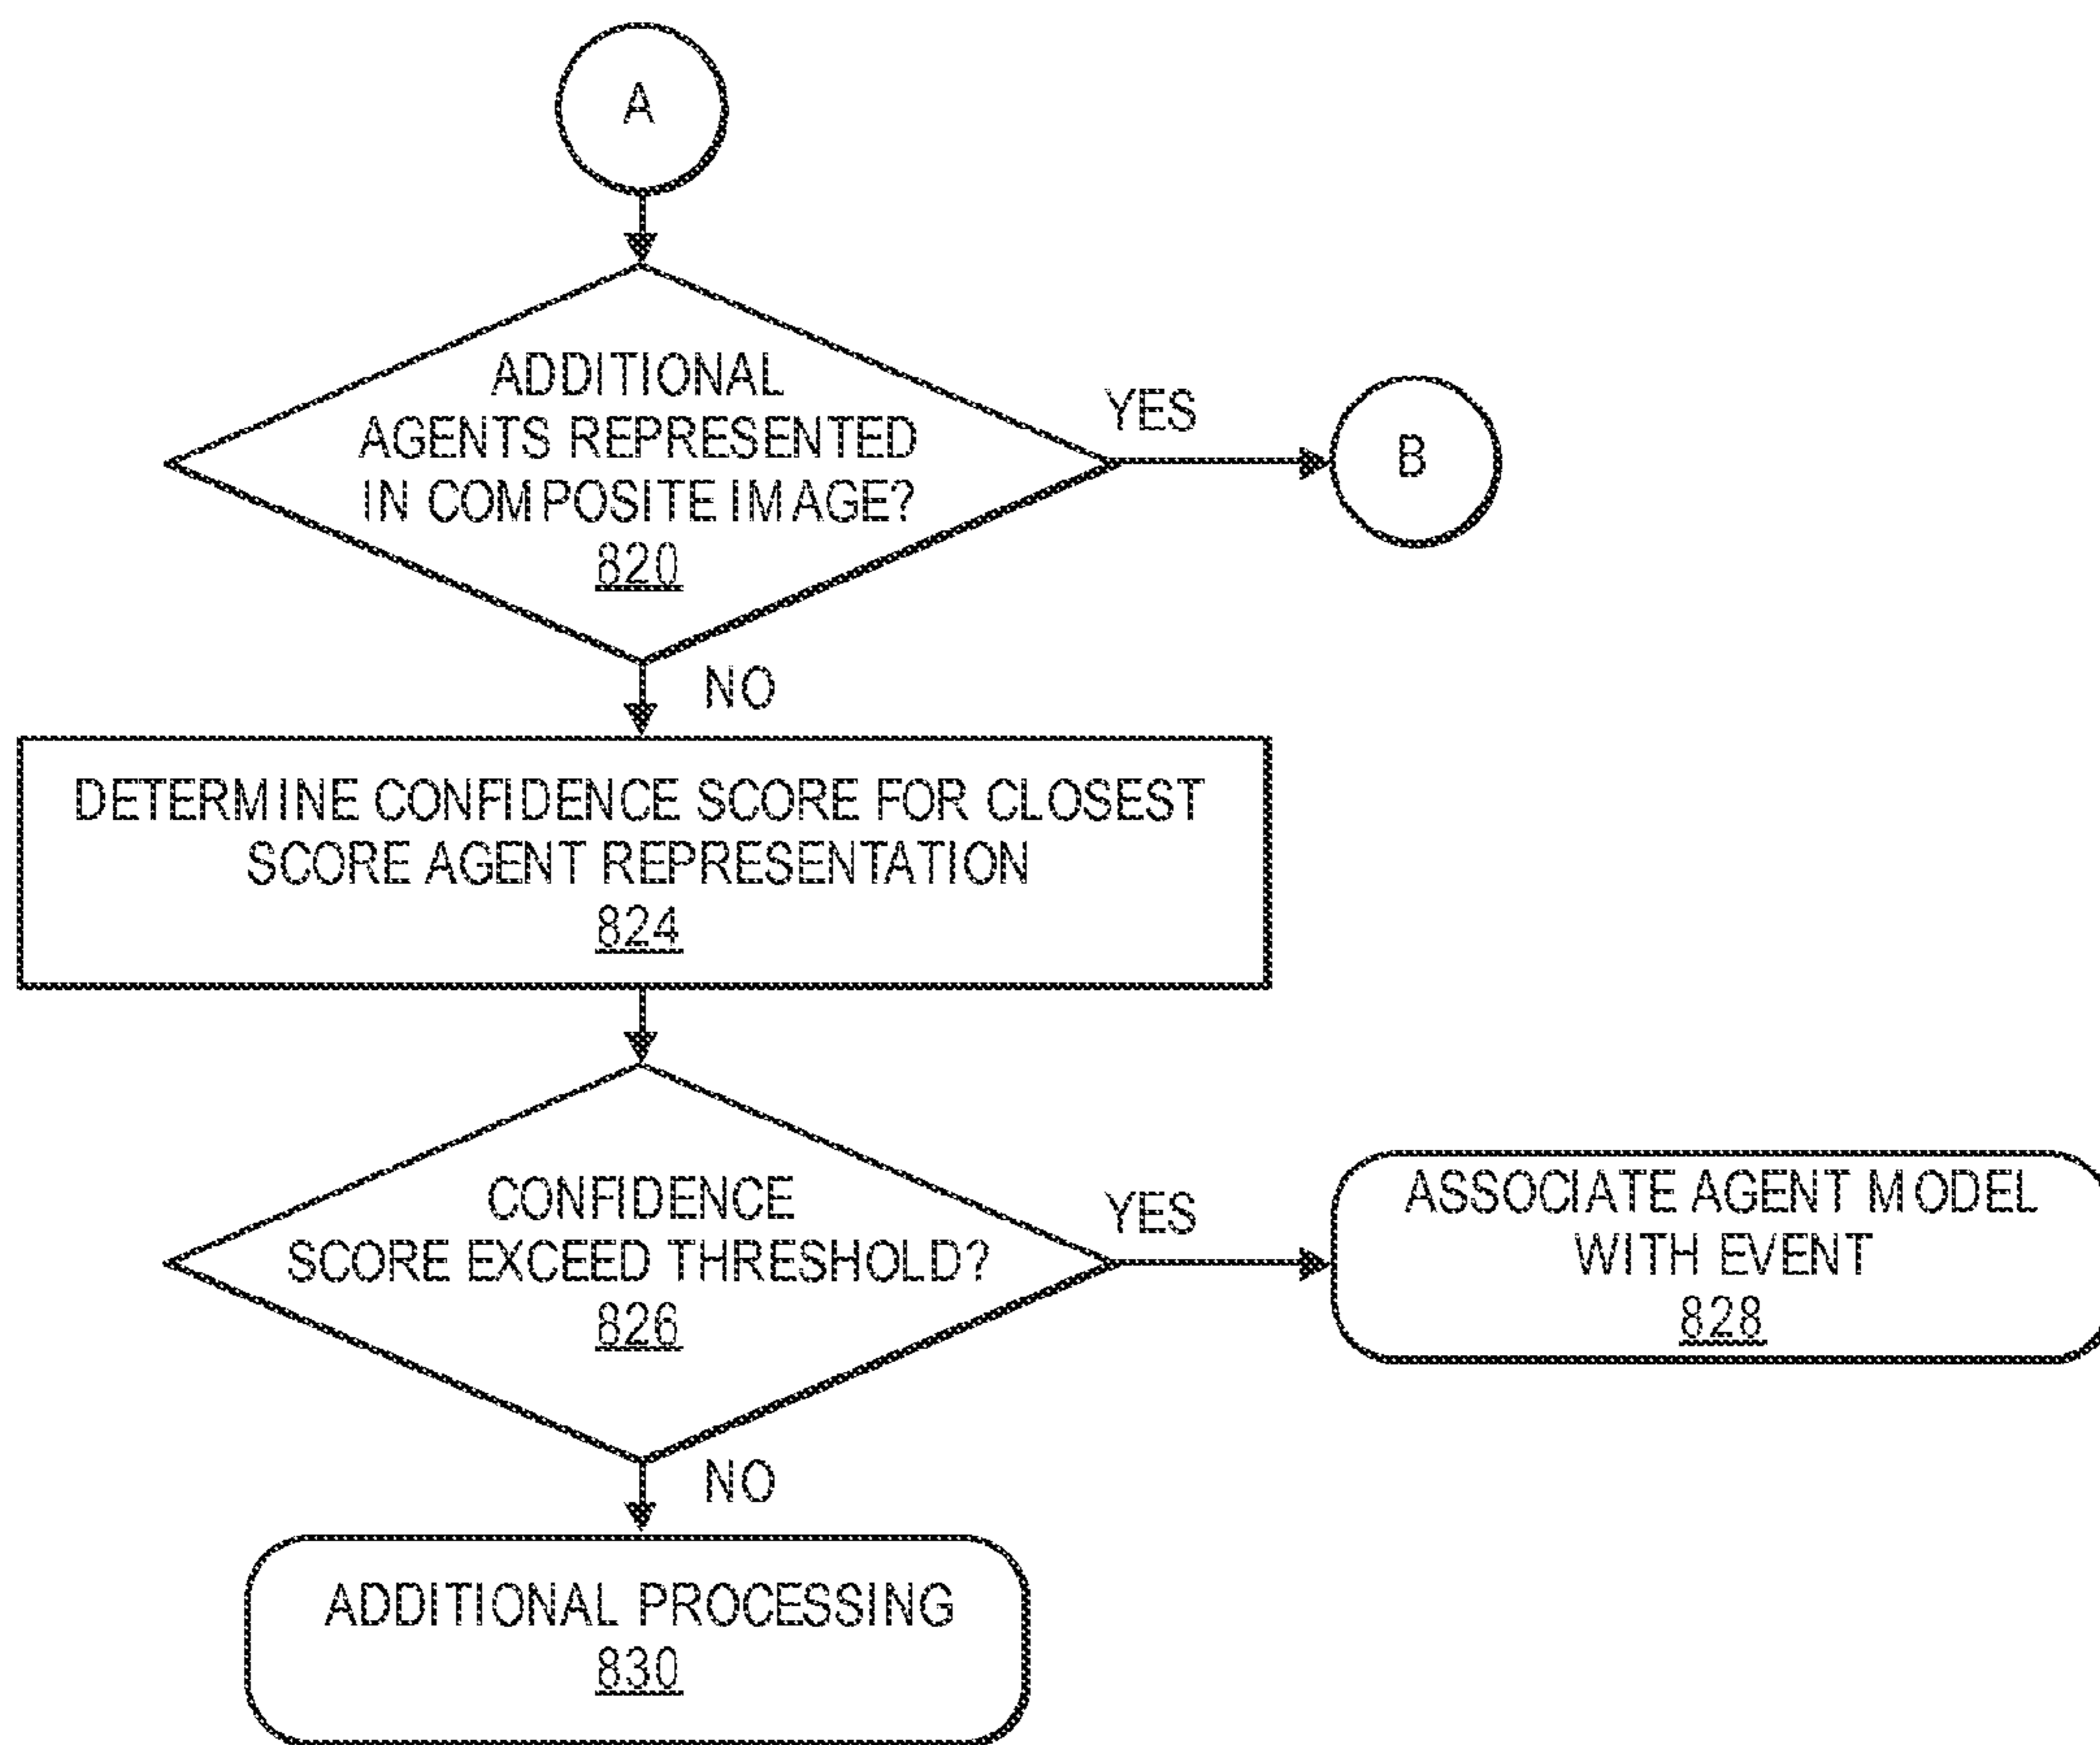 A
ADDITIONAL
AGENTS REPRESENTED
IN COMPOSITE IMAGE?
820
YES
B
NO
DETERMINE CONFIDENCE SCORE FOR CLOSEST
SCORE AGENT REPRESENTATION
824
CONFIDENCE
SCORE EXCEED THRESHOLD?
826
YES
ASSOCIATE AGENT MODEL
WITH EVENT
828
NO
ADDITIONAL PROCESSING
830